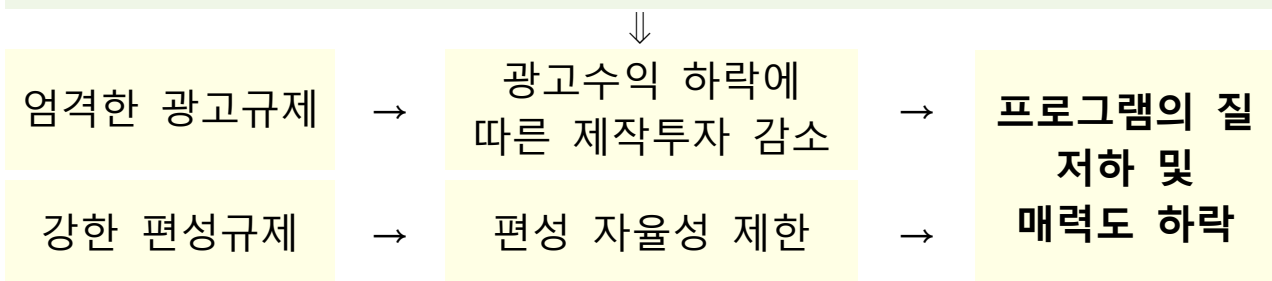 ⇓
엄격한 광고규제 → 광고수익 하락에
따른 제작투자 감소 → 프로그램의 질
저하 및
매력도 하락
강한 편성규제 → 편성 자율성 제한 →